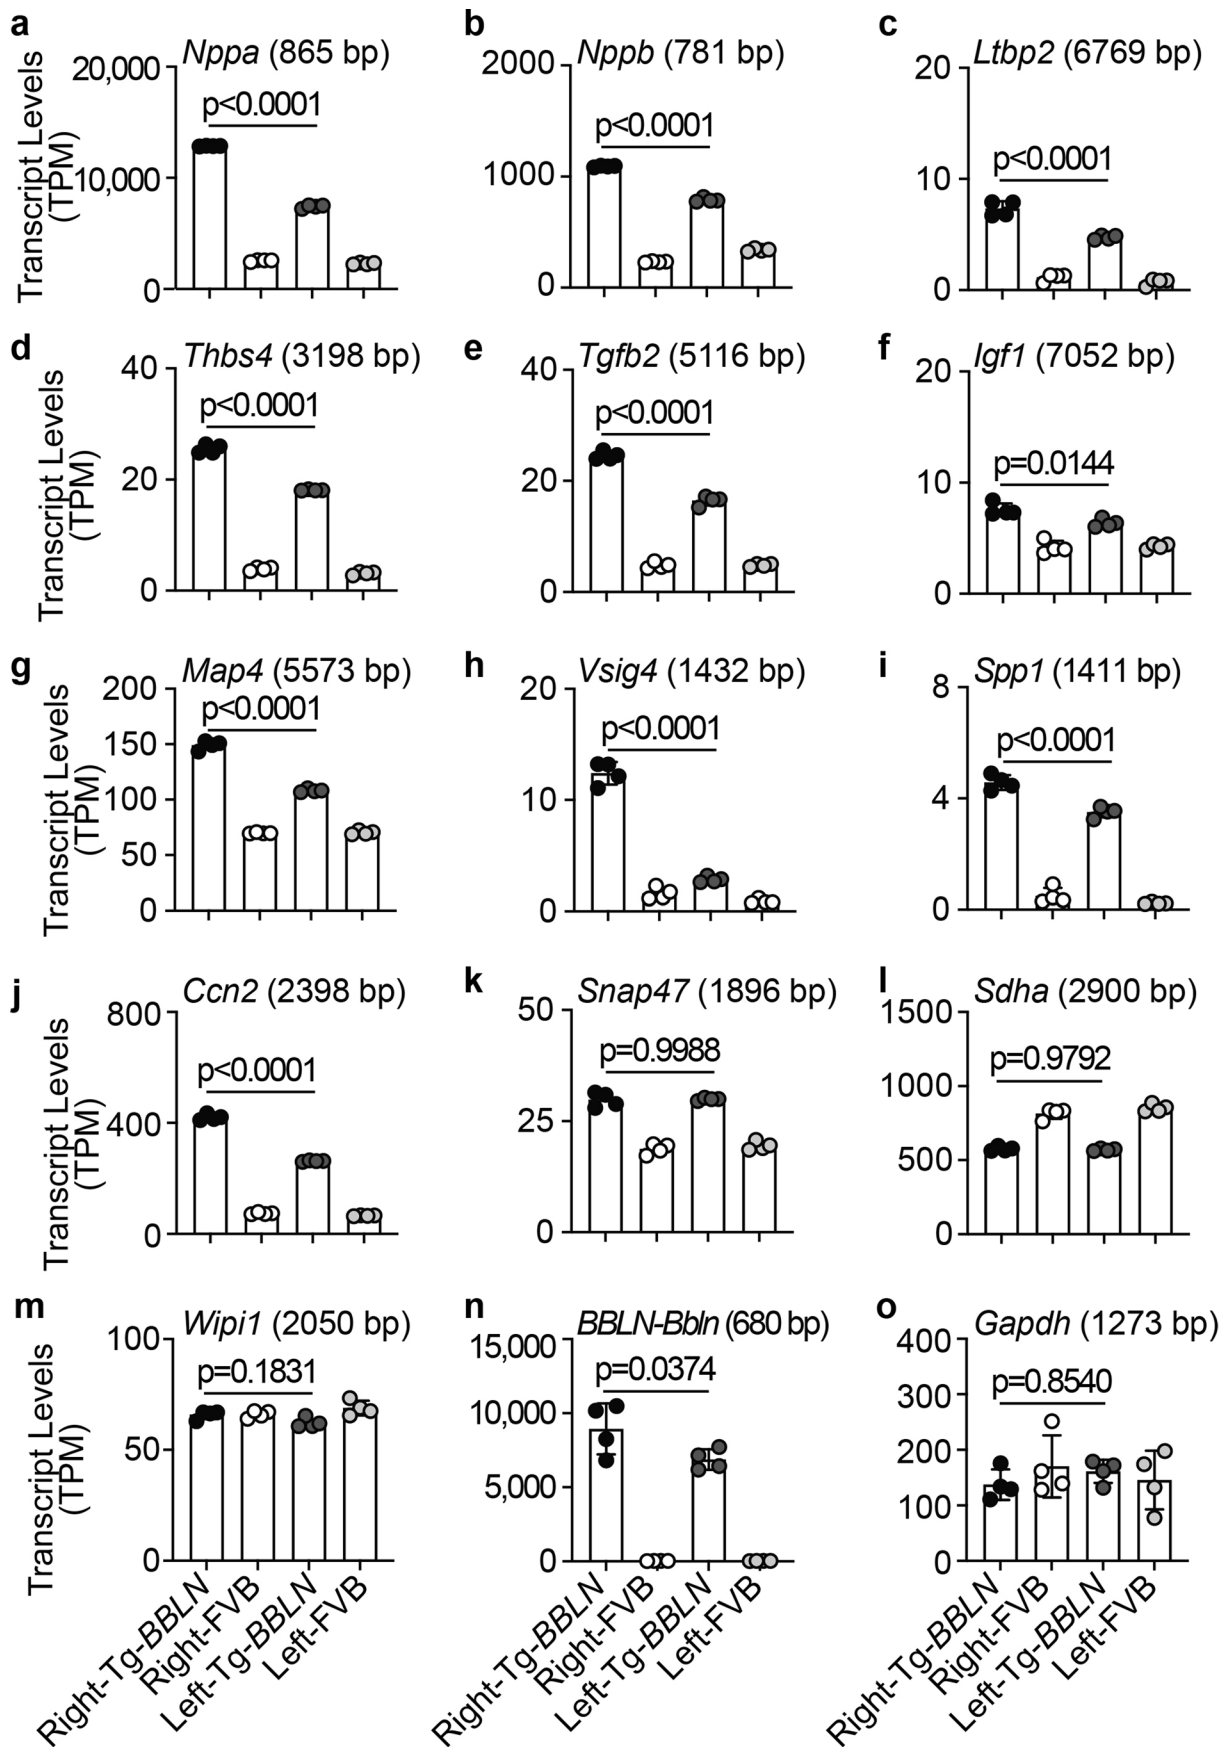 a
b
c
Nppa (865 bp)
Nppb (781 bp)
Ltbp2 (6769 bp)
Transcript Levels
(TPM)
20,000
10,000
0
p<0.0001
2000
1000
0
p<0.0001
20
10
0
p<0.0001
d
e
f
Thbs4 (3198 bp)
Tgfb2 (5116 bp)
Igf1 (7052 bp)
Transcript Levels
(TPM)
40
20
0
p<0.0001
40
20
0
p<0.0001
20
10
0
p=0.0144
g
h
i
Map4 (5573 bp)
Vsig4 (1432 bp)
Spp1 (1411 bp)
Transcript Levels
(TPM)
200
150
100
50
0
p<0.0001
20
10
0
p<0.0001
8
4
0
p<0.0001
j
k
l
Ccn2 (2398 bp)
Snap47 (1896 bp)
Sdha (2900 bp)
Transcript Levels
(TPM)
800
400
0
p<0.0001
50
25
0
p=0.9988
1500
1000
500
0
p=0.9792
m
n
o
Wipi1 (2050 bp)
BBLN-Bbln (680 bp)
Gapdh (1273 bp)
Transcript Levels
(TPM)
100
50
0
p=0.1831
15,000
10,000
5,000
0
p=0.0374
400
300
200
100
0
p=0.8540
Right-Tg-BBLN
Right-FVB
Left-Tg-BBLN
Left-FVB
Right-Tg-BBLN
Right-FVB
Left-Tg-BBLN
Left-FVB
Right-Tg-BBLN
Right-FVB
Left-Tg-BBLN
Left-FVB